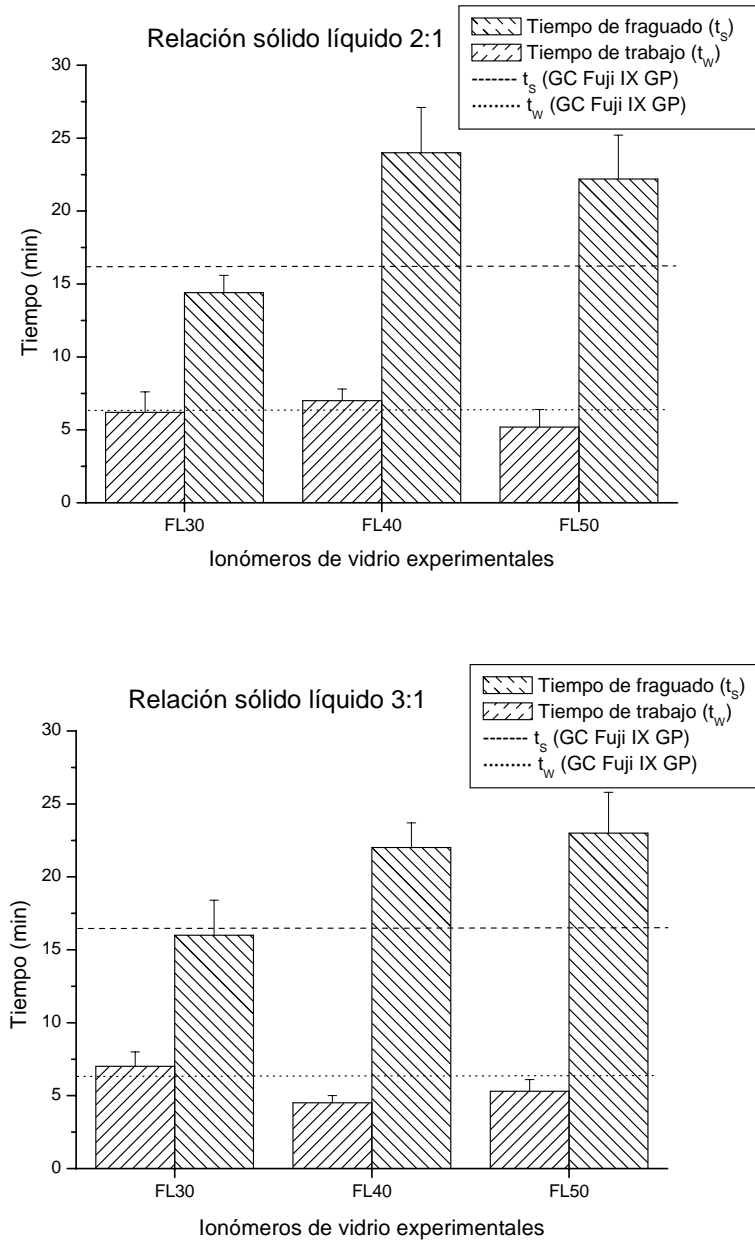 Relación sólido líquido 2:1
Tiempo de fraguado (tS)
Tiempo de trabajo (tW)
tS (GC Fuji IX GP)
tW (GC Fuji IX GP)
30
25
20
15
10
5
0
Tiempo (min)
FL30 FL40 FL50
Ionómeros de vidrio experimentales
Relación sólido líquido 3:1
Tiempo de fraguado (tS)
Tiempo de trabajo (tW)
tS (GC Fuji IX GP)
tW (GC Fuji IX GP)
30
25
20
15
10
5
0
Tiempo (min)
FL30 FL40 FL50
Ionómeros de vidrio experimentales